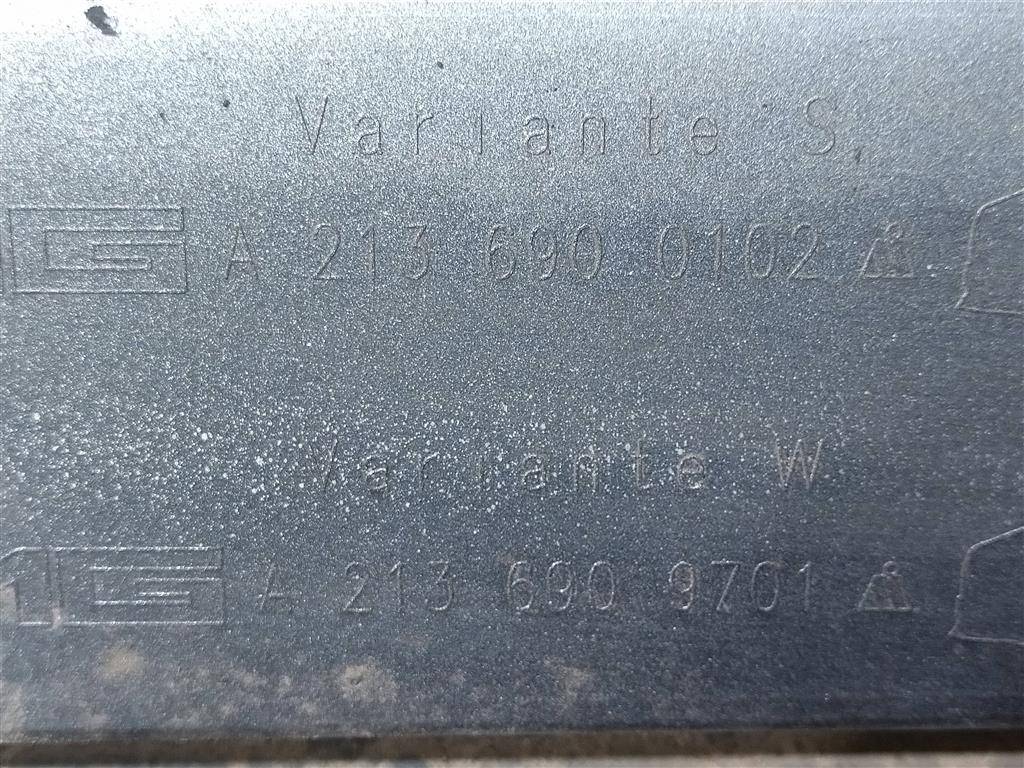 Variante S
A 213 690 0102
Variante W
A 213 690 9701